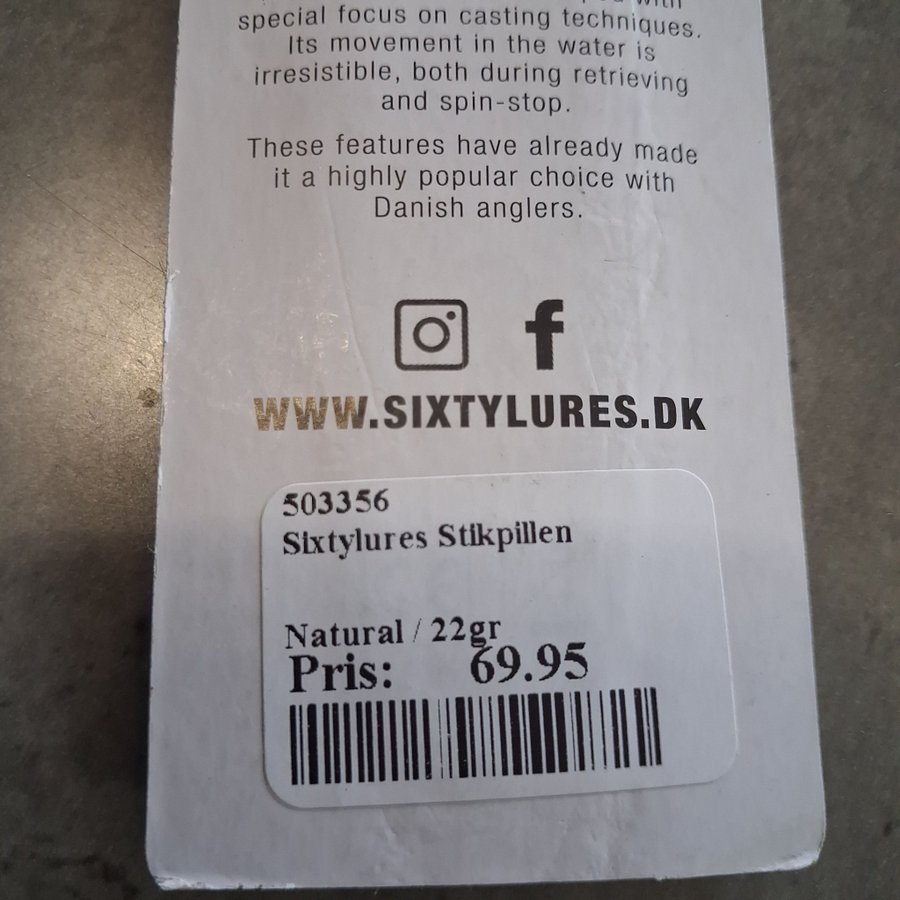 with
special focus on casting techniques.
Its movement in the water is
irresistible, both during retrieving
and spin-stop.
These features have already made
it a highly popular choice with
Danish anglers.
WWW.SIXTYLURES.DK
503356
Sixtylures Stikpillen
Natural / 22gr
Pris: 69.95